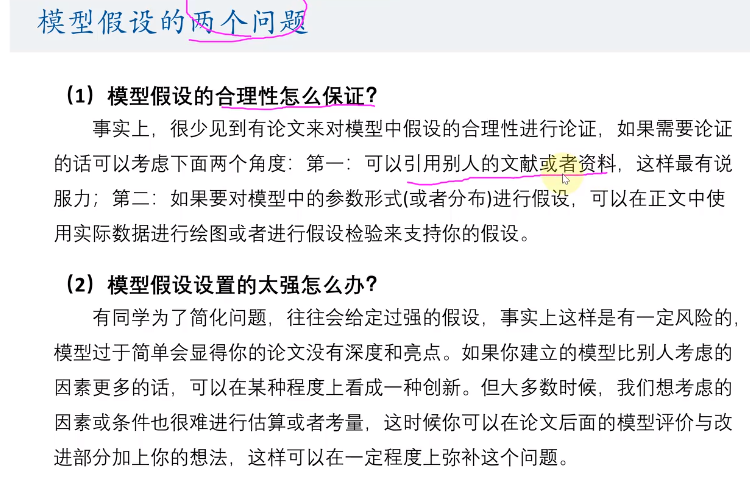 模型假设的两个问题
（1）模型假设的合理性怎么保证？
事实上，很少见到有论文来对模型中假设的合理性进行论证，如果需要论证
的话可以考虑下面两个角度：第一：可以引用别人的文献或者资料，这样最有说
服力；第二：如果要对模型中的参数形式(或者分布)进行假设，可以在正文中使
用实际数据进行绘图或者进行假设检验来支持你的假设。
（2）模型假设设置的太强怎么办？
有同学为了简化问题，往往会给定过强的假设，事实上这样是有一定风险的，
模型过于简单会显得你的论文没有深度和亮点。如果你建立的模型比别人考虑的
因素更多的话，可以在某种程度上看成一种创新。但大多数时候，我们想考虑的
因素或条件也很难进行估算或者考量，这时候你可以在论文后面的模型评价与改
进部分加上你的想法，这样可以在一定程度上弥补这个问题。